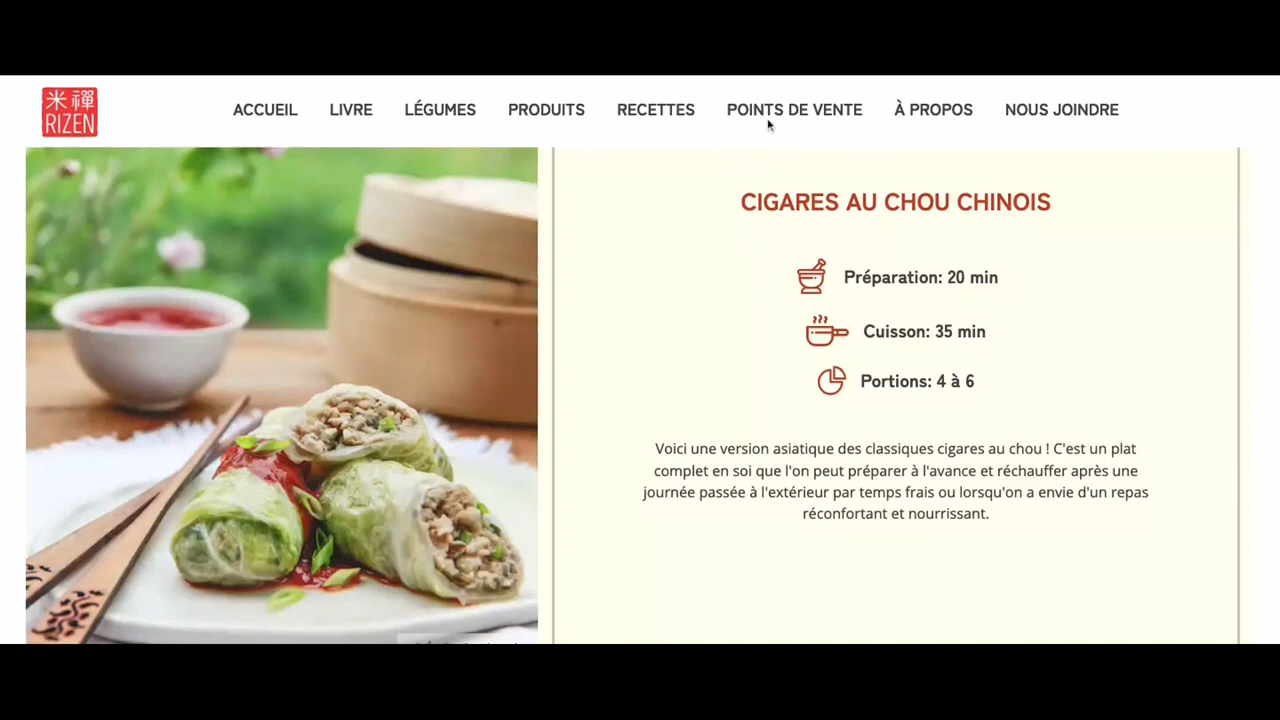 米禪
RIZEN
ACCUEIL LIVRE LÉGUMES PRODUITS RECETTES POINTS DE VENTE À PROPOS NOUS JOINDRE
CIGARES AU CHOU CHINOIS
Préparation: 20 min
Cuisson: 35 min
Portions: 4 à 6
Voici une version asiatique des classiques cigares au chou ! C'est un plat
complet en soi que l'on peut préparer à l'avance et réchauffer après une
journée passée à l'extérieur par temps frais ou lorsqu'on a envie d'un repas
réconfortant et nourrissant.